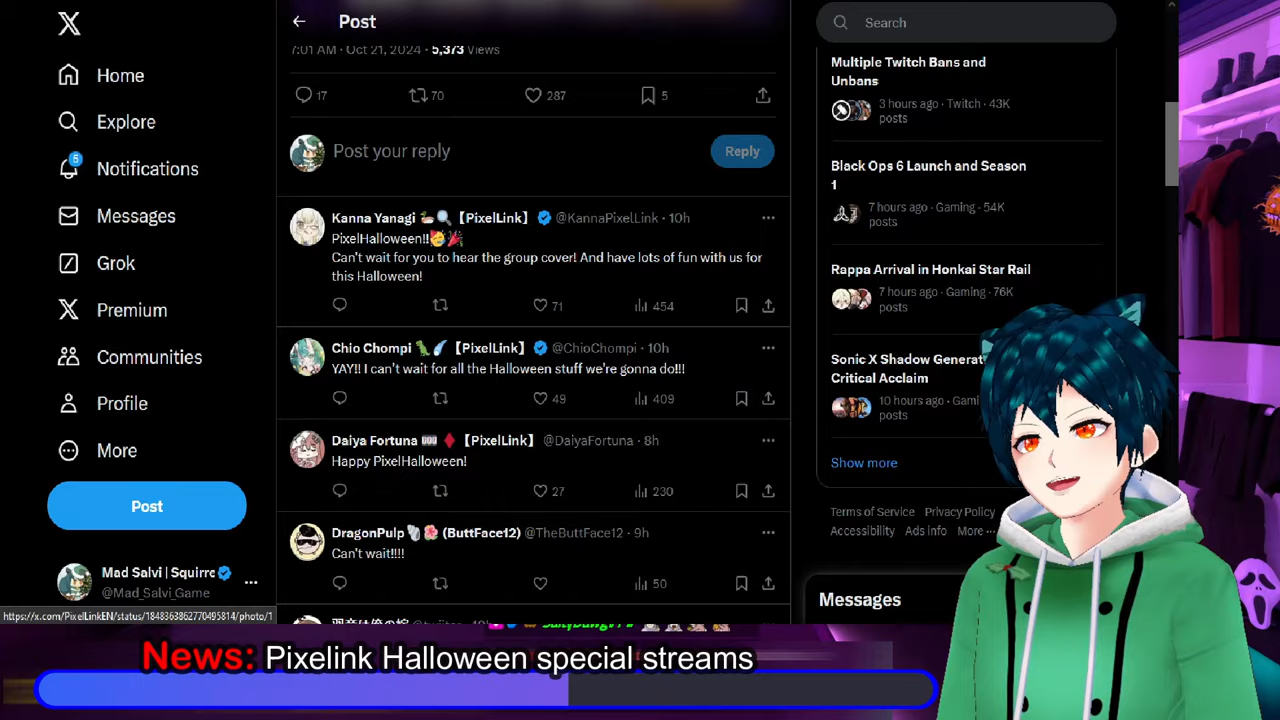 Home
Explore
5
Notifications
Messages
Grok
Premium
Communities
Profile
More
Post
Mad Salvi | Squirre
@Mad_Salvi_Game
https://x.com/PixelLinkEN/status/1848363862770495814/photo/1
Post
7:01 AM · Oct 21, 2024 · 5,373 Views
17 70 287 5
Post your reply
Reply
Kanna Yanagi 【PixelLink】 @KannaPixelLink · 10h
PixelHalloween!!
Can't wait for you to hear the group cover! And have lots of fun with us for
this Halloween!
71 454
Chio Chompi 【PixelLink】 @ChioChompi · 10h
YAY!! I can't wait for all the Halloween stuff we're gonna do!!!
49 409
Daiya Fortuna 【PixelLink】 @DaiyaFortuna · 8h
Happy PixelHalloween!
27 230
DragonPulp (ButtFace12) @TheButtFace12 · 9h
Can't wait!!!!
50
Search
Multiple Twitch Bans and
Unbans
3 hours ago · Twitch · 43K
posts
Black Ops 6 Launch and Season
1
7 hours ago · Gaming · 54K
posts
Rappa Arrival in Honkai Star Rail
7 hours ago · Gaming · 76K
posts
Sonic X Shadow Generat
Critical Acclaim
10 hours ago · Gami
posts
Show more
Terms of Service Privacy Policy
Accessibility Ads info More ...
Messages
News: Pixelink Halloween special streams